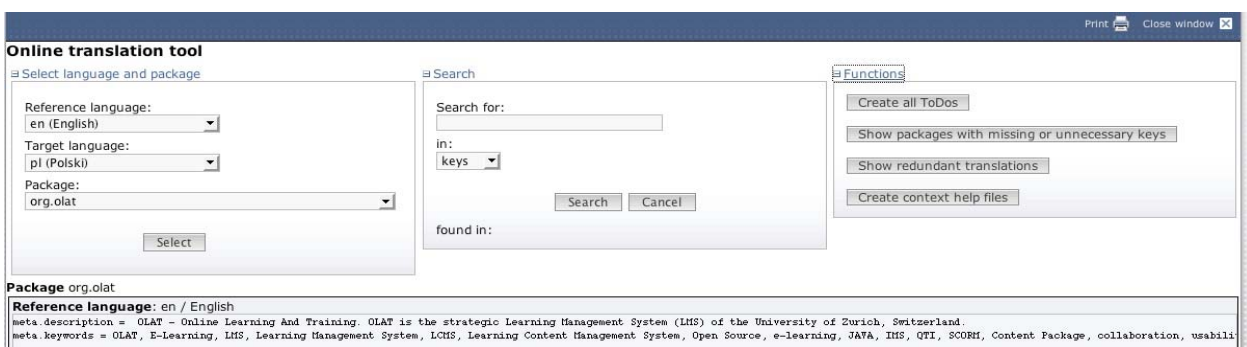 Print Close window
Online translation tool
Select language and package
Reference language:
en (English)
Target language:
pl (Polski)
Package:
org.olat
Select
Search
Search for:
in:
keys
Search Cancel
found in:
Functions
Create all ToDos
Show packages with missing or unnecessary keys
Show redundant translations
Create context help files
Package org.olat
Reference language: en / English
meta.description = OLAT - Online Learning And Training. OLAT is the strategic Learning Management System (LMS) of the University of Zurich, Switzerland.
meta.keywords = OLAT, E-Learning, LMS, Learning Management System, LCMS, Learning Content Management System, Open Source, e-learning, JAVA, IMS, QTI, SCORM, Content Package, collaboration, usabili